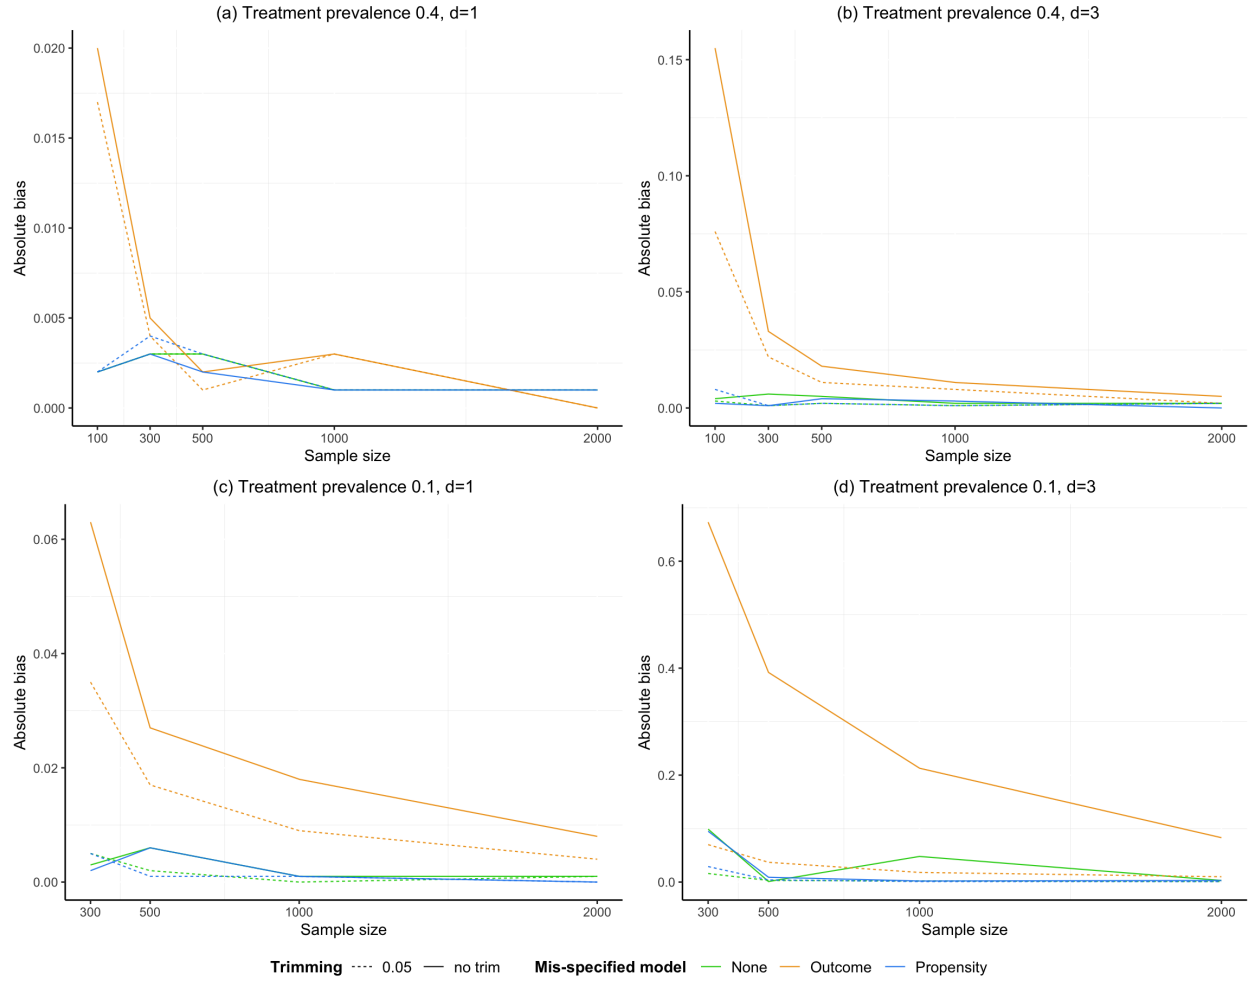 (a) Treatment prevalence 0.4, d=1
0.020
0.015
0.010
0.005
0.000
Absolute bias
100 300 500 1000 2000
Sample size
(b) Treatment prevalence 0.4, d=3
0.15
0.10
0.05
0.00
Absolute bias
100 300 500 1000 2000
Sample size
(c) Treatment prevalence 0.1, d=1
0.06
0.04
0.02
0.00
Absolute bias
300 500 1000 2000
Sample size
(d) Treatment prevalence 0.1, d=3
0.6
0.4
0.2
0.0
Absolute bias
300 500 1000 2000
Sample size
Trimming 0.05 no trim Mis-specified model None Outcome Propensity